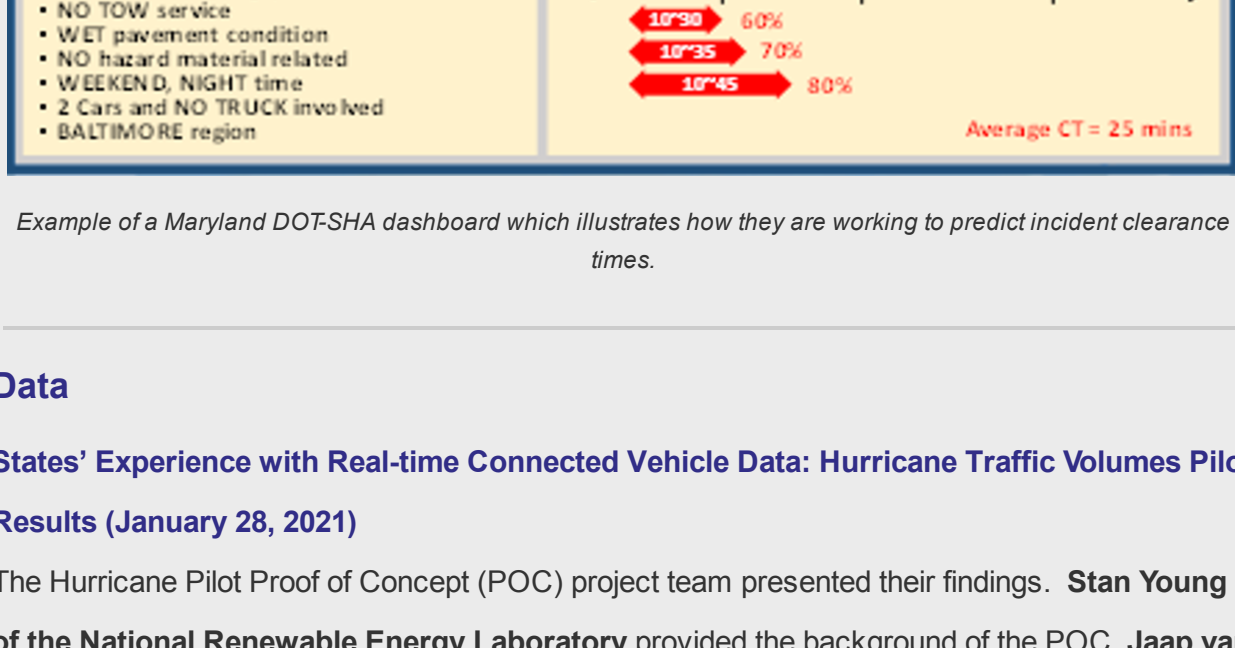 ▪ NO TOW service
▪ WET pavement condition
▪ NO hazard material related
▪ WEEKEND, NIGHT time
▪ 2 Cars and NO TRUCK involved
▪ BALTIMORE region
10~30 60%
10~35 70%
10~45 80%
Average CT = 25 mins
Example of a Maryland DOT-SHA dashboard which illustrates how they are working to predict incident clearance
times.
Data
States’ Experience with Real-time Connected Vehicle Data: Hurricane Traffic Volumes Pilo
Results (January 28, 2021)
The Hurricane Pilot Proof of Concept (POC) project team presented their findings. Stan Young
of the National Renewable Energy Laboratory provided the background of the POC. Jaap va